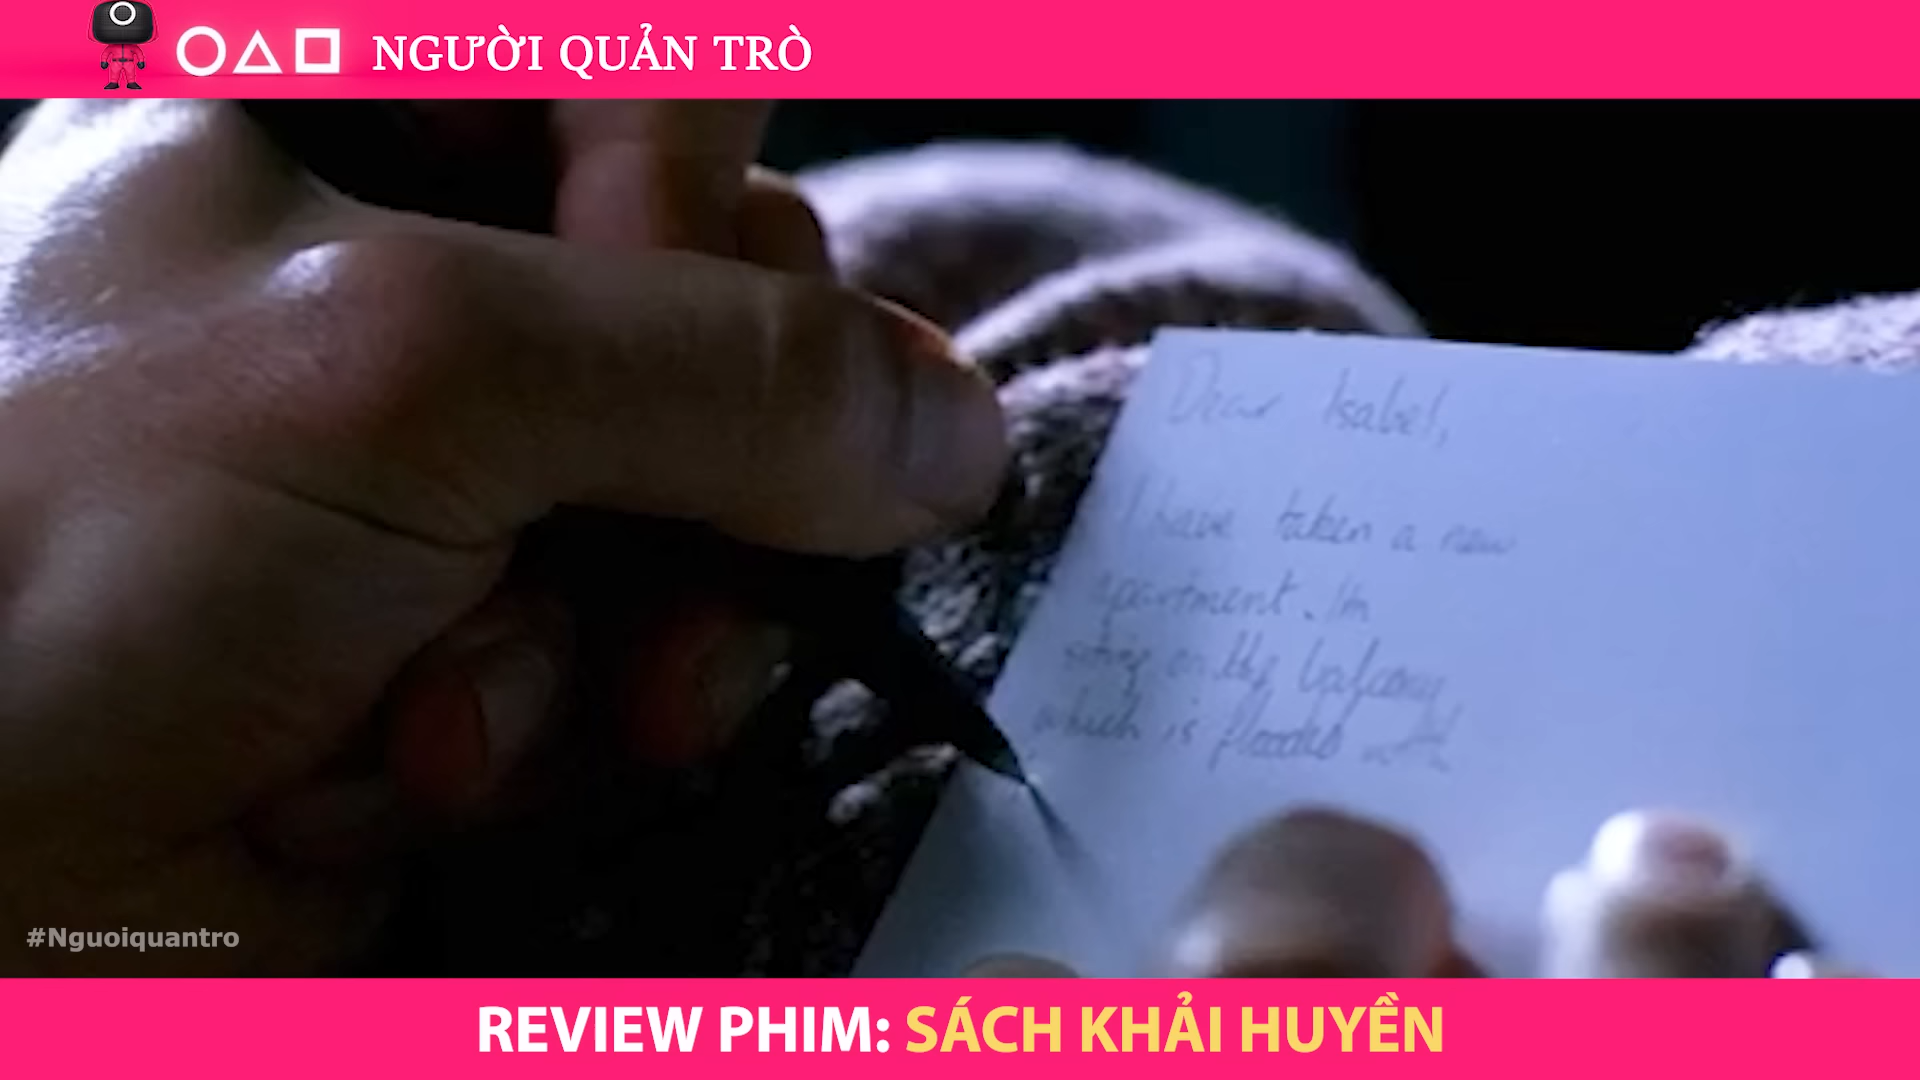 NGƯỜI QUẢN TRÒ
Dear Isabel,
I have taken a new
apartment. I'm
sitting on the balcony
which is flooded with
#Nguoiquantro
REVIEW PHIM: SÁCH KHẢI HUYỀN